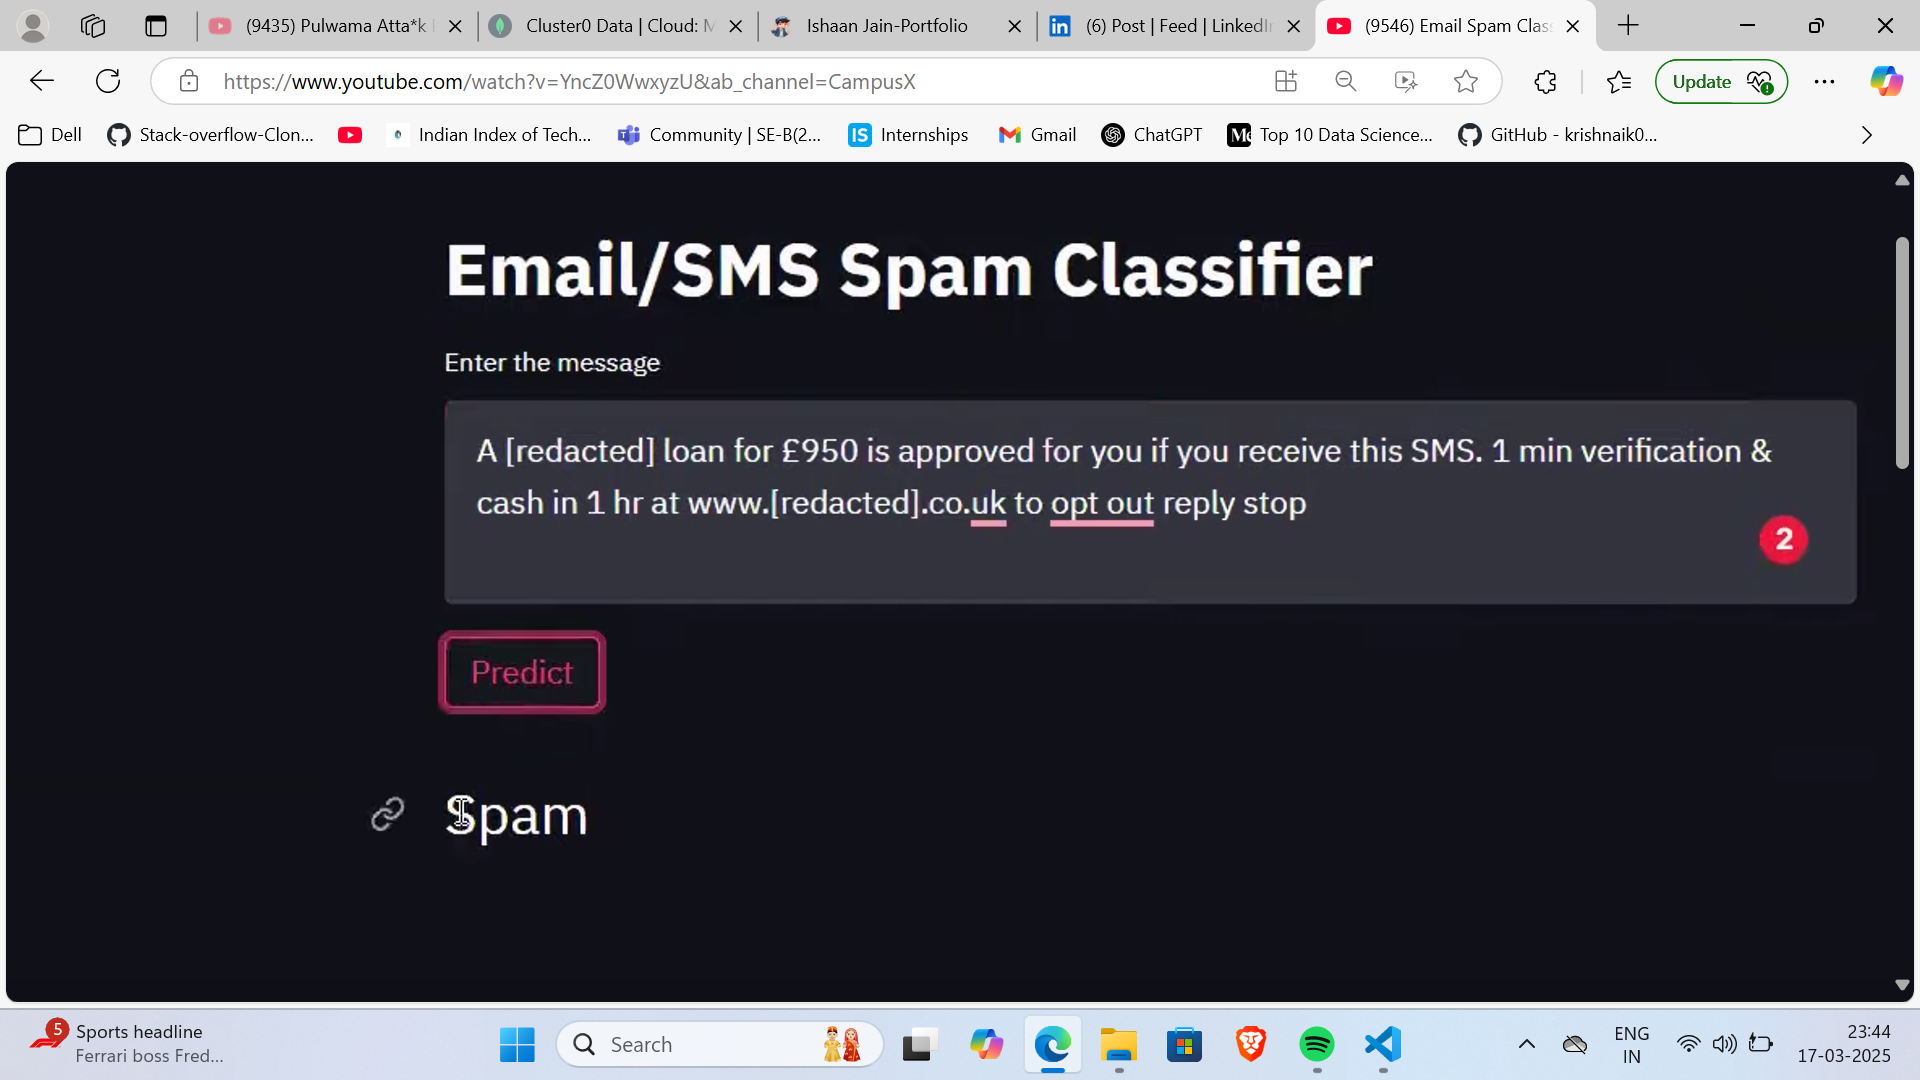 (9435) Pulwama Atta*k
Cluster0 Data | Cloud: M
Ishaan Jain-Portfolio
(6) Post | Feed | LinkedIn
(9546) Email Spam Class
https://www.youtube.com/watch?v=YncZ0WwxyzU&ab_channel=CampusX
Update
Dell
Stack-overflow-Clon...
Indian Index of Tech...
Community | SE-B(2...
IS Internships
Gmail
ChatGPT
Top 10 Data Science...
GitHub - krishnaik0...
Email/SMS Spam Classifier
Enter the message
A [redacted] loan for £950 is approved for you if you receive this SMS. 1 min verification &
cash in 1 hr at www.[redacted].co.uk to opt out reply stop
2
Predict
Spam
5
Sports headline
Ferrari boss Fred...
Search
ENG
IN
23:44
17-03-2025